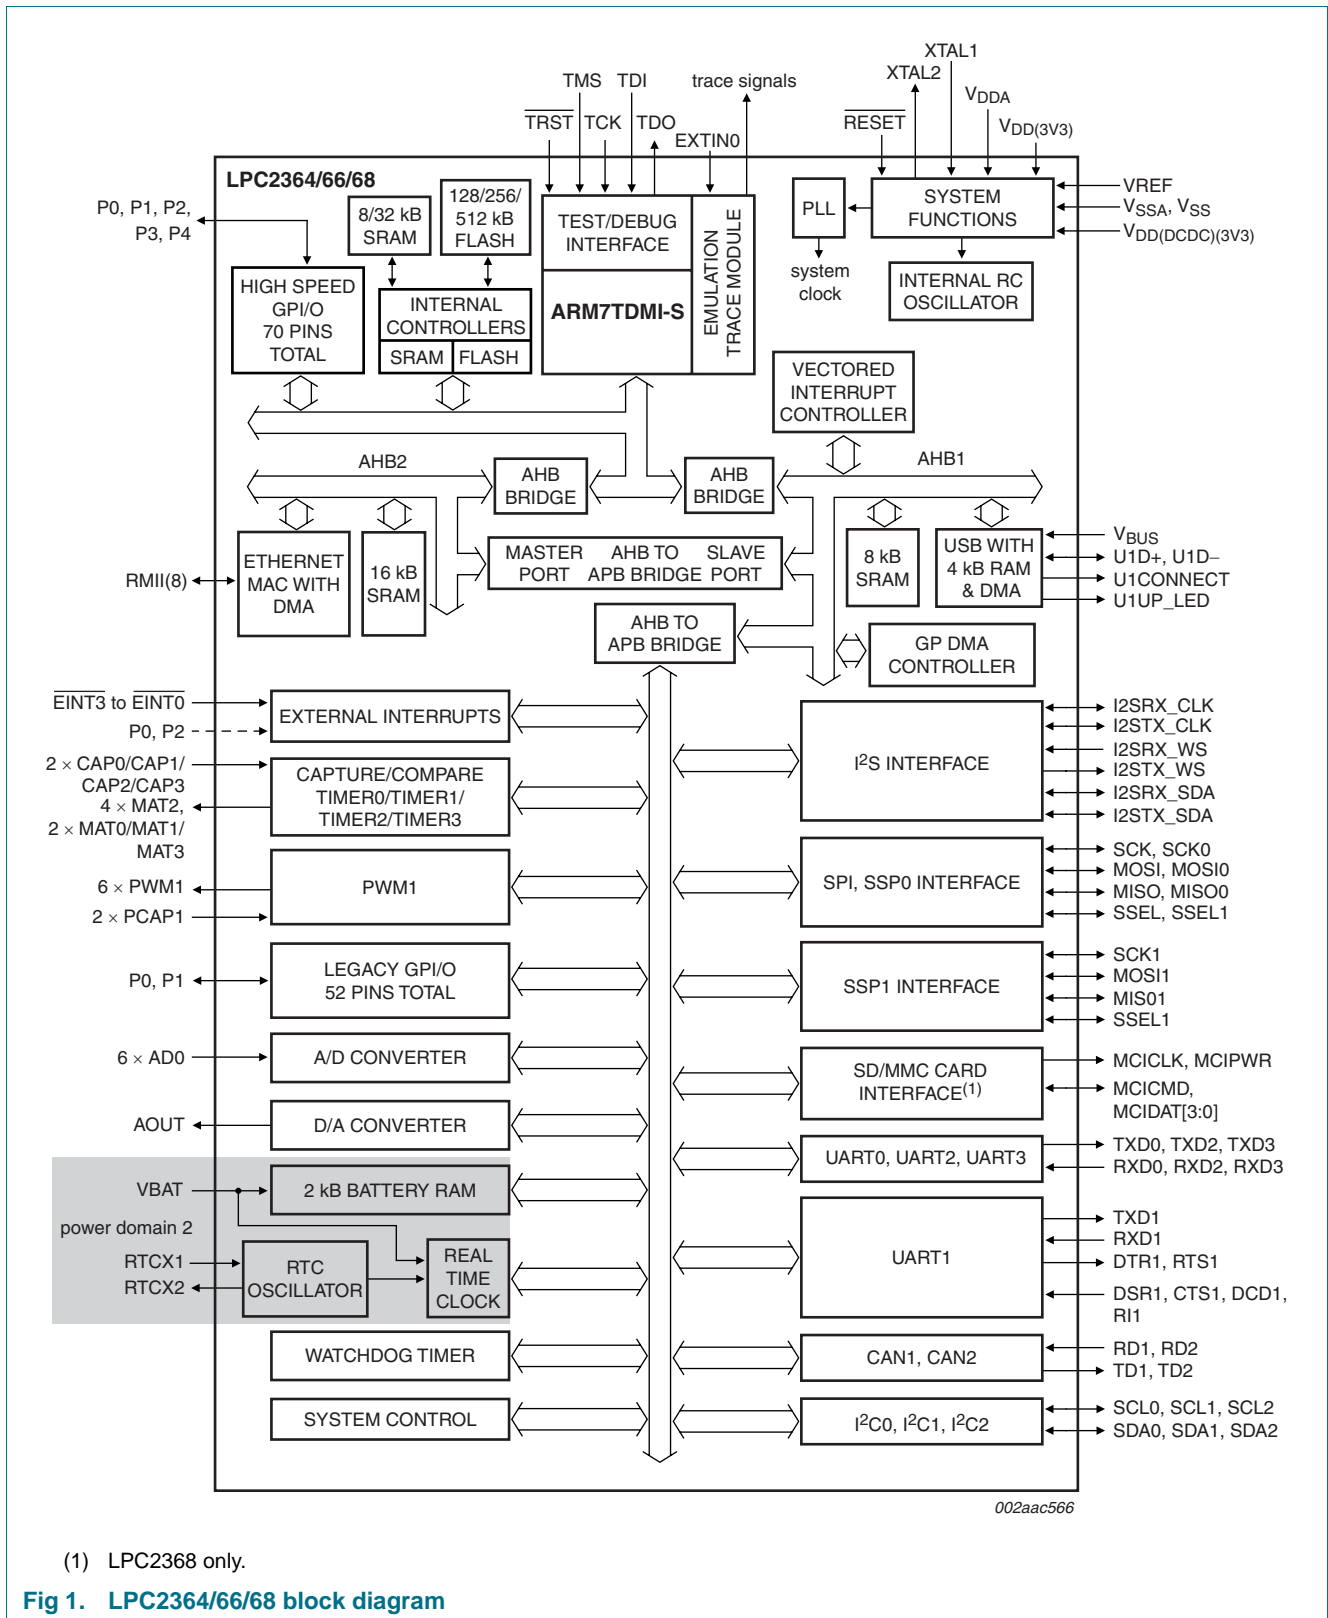 XTAL1
XTAL2
TMS TDI trace signals
VDDA
TRST TCK TDO
RESET
VDD(3V3)
EXTIN0
LPC2364/66/68
P0, P1, P2,
P3, P4
8/32 kB
SRAM
128/256/
512 kB
FLASH
TEST/DEBUG
INTERFACE
EMULATION
TRACE MODULE
PLL
SYSTEM
FUNCTIONS
VREF
VSSA, VSS
VDD(DCDC)(3V3)
system
clock
HIGH SPEED
GPI/O
70 PINS
TOTAL
INTERNAL
CONTROLLERS
SRAM FLASH
ARM7TDMI-S
INTERNAL RC
OSCILLATOR
VECTORED
INTERRUPT
CONTROLLER
AHB2
AHB
BRIDGE
AHB
BRIDGE
AHB1
ETHERNET
MAC WITH
DMA
RMII(8)
16 kB
SRAM
MASTER
PORT
AHB TO
APB BRIDGE
SLAVE
PORT
8 kB
SRAM
USB WITH
4 kB RAM
& DMA
VBUS
U1D+, U1D−
U1CONNECT
U1UP_LED
AHB TO
APB BRIDGE
GP DMA
CONTROLLER
EINT3 to EINT0
P0, P2
EXTERNAL INTERRUPTS
2 × CAP0/CAP1/
CAP2/CAP3
4 × MAT2,
2 × MAT0/MAT1/
MAT3
CAPTURE/COMPARE
TIMER0/TIMER1/
TIMER2/TIMER3
6 × PWM1
2 × PCAP1
PWM1
P0, P1
LEGACY GPI/O
52 PINS TOTAL
6 × AD0
A/D CONVERTER
AOUT
D/A CONVERTER
VBAT
2 kB BATTERY RAM
power domain 2
RTCX1
RTCX2
RTC
OSCILLATOR
REAL
TIME
CLOCK
WATCHDOG TIMER
SYSTEM CONTROL
I2S INTERFACE
I2SRX_CLK
I2STX_CLK
I2SRX_WS
I2STX_WS
I2SRX_SDA
I2STX_SDA
SPI, SSP0 INTERFACE
SCK, SCK0
MOSI, MOSI0
MISO, MISO0
SSEL, SSEL1
SSP1 INTERFACE
SCK1
MOSI1
MIS01
SSEL1
SD/MMC CARD
INTERFACE(1)
MCICLK, MCIPWR
MCICMD,
MCIDAT[3:0]
UART0, UART2, UART3
TXD0, TXD2, TXD3
RXD0, RXD2, RXD3
UART1
TXD1
RXD1
DTR1, RTS1
DSR1, CTS1, DCD1,
RI1
CAN1, CAN2
RD1, RD2
TD1, TD2
I2C0, I2C1, I2C2
SCL0, SCL1, SCL2
SDA0, SDA1, SDA2
002aac566
(1) LPC2368 only.
Fig 1. LPC2364/66/68 block diagram